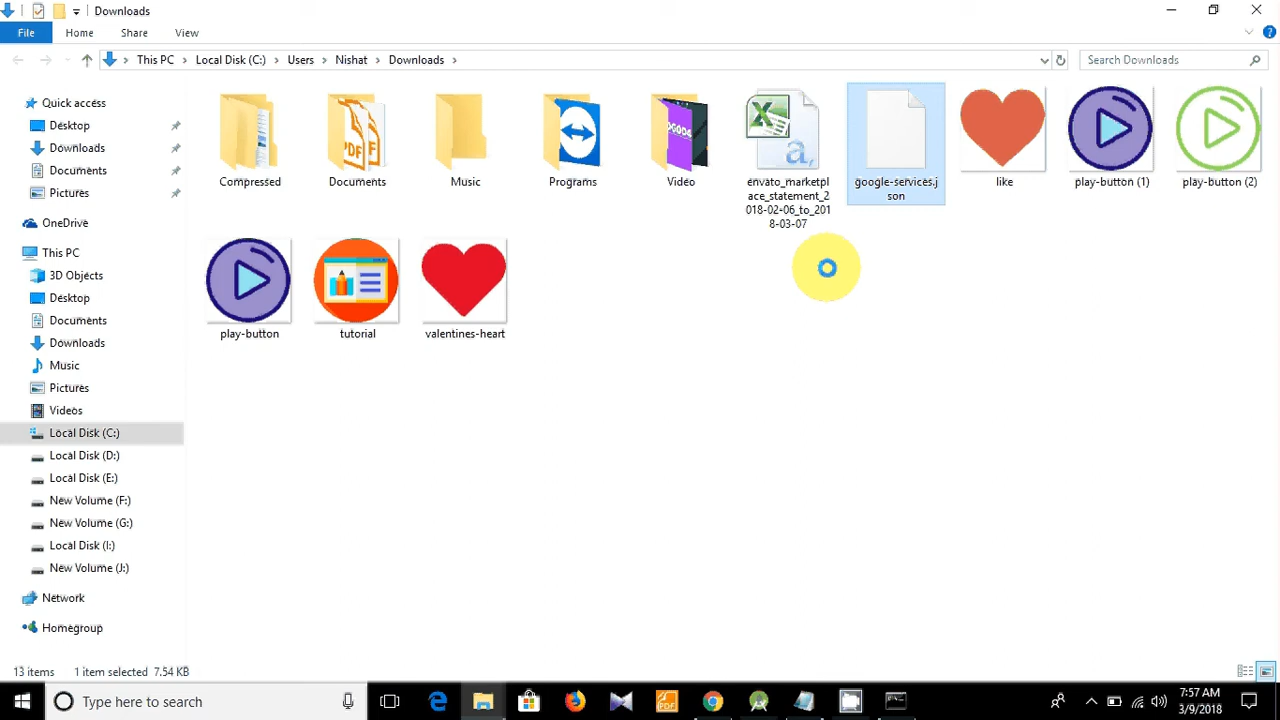 Downloads
File Home Share View
This PC Local Disk (C:) Users Nishat Downloads
Search Downloads
Quick access
Desktop
Downloads
Documents
Pictures
OneDrive
This PC
3D Objects
Desktop
Documents
Downloads
Music
Pictures
Videos
Local Disk (C:)
Local Disk (D:)
Local Disk (E:)
New Volume (F:)
New Volume (G:)
Local Disk (I:)
New Volume (J:)
Network
Homegroup
Compressed
Documents
PDF
Music
Programs
Video
envato_marketpl
ace_statement_2
018-02-06_to_2018
-03-07
google-services.j
son
like
play-button (1)
play-button (2)
play-button
tutorial
valentines-heart
13 items 1 item selected 7.54 KB
Type here to search
PDF
7:57 AM
3/9/2018